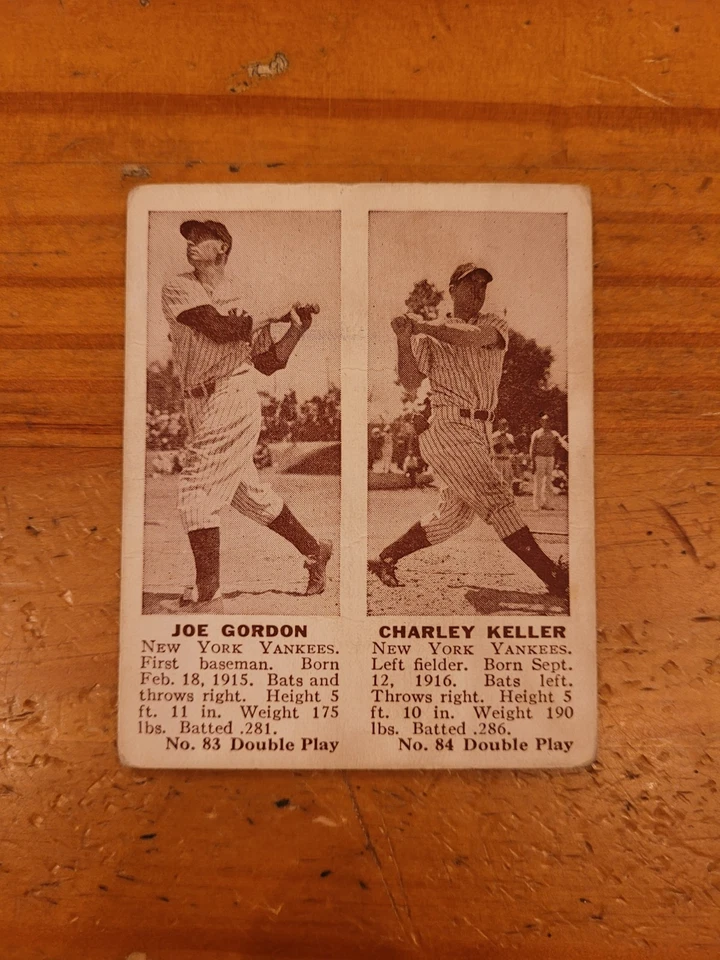 JOE GORDON
NEW YORK YANKEES.
First baseman. Born
Feb. 18, 1915. Bats and
throws right. Height 5
ft. 11 in. Weight 175
lbs. Batted .281.
No. 83 Double Play
CHARLEY KELLER
NEW YORK YANKEES.
Left fielder. Born Sept.
12, 1916. Bats left.
Throws right. Height 5
ft. 10 in. Weight 190
lbs. Batted .286.
No. 84 Double Play